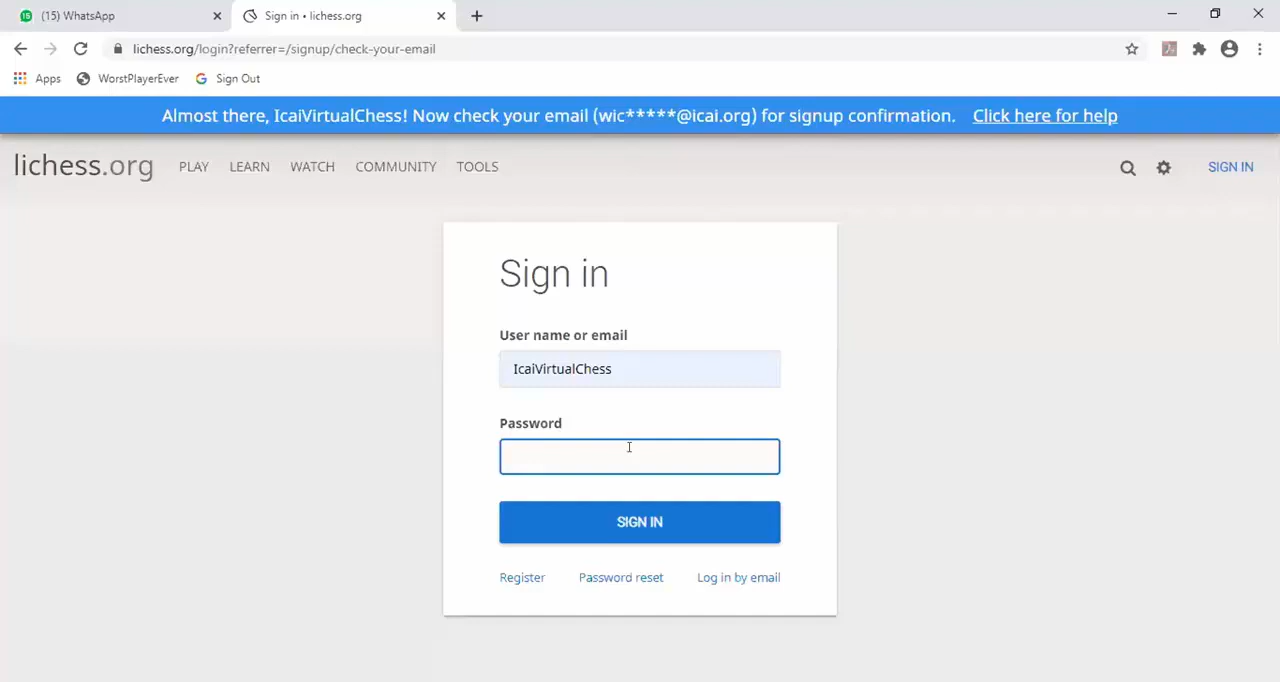 (15) WhatsApp
Sign in • lichess.org
lichess.org/login?referrer=/signup/check-your-email
Apps WorstPlayerEver Sign Out
Almost there, IcaiVirtualChess! Now check your email (wic*****@icai.org) for signup confirmation. Click here for help
lichess.org PLAY LEARN WATCH COMMUNITY TOOLS SIGN IN
Sign in
User name or email
IcaiVirtualChess
Password
SIGN IN
Register Password reset Log in by email